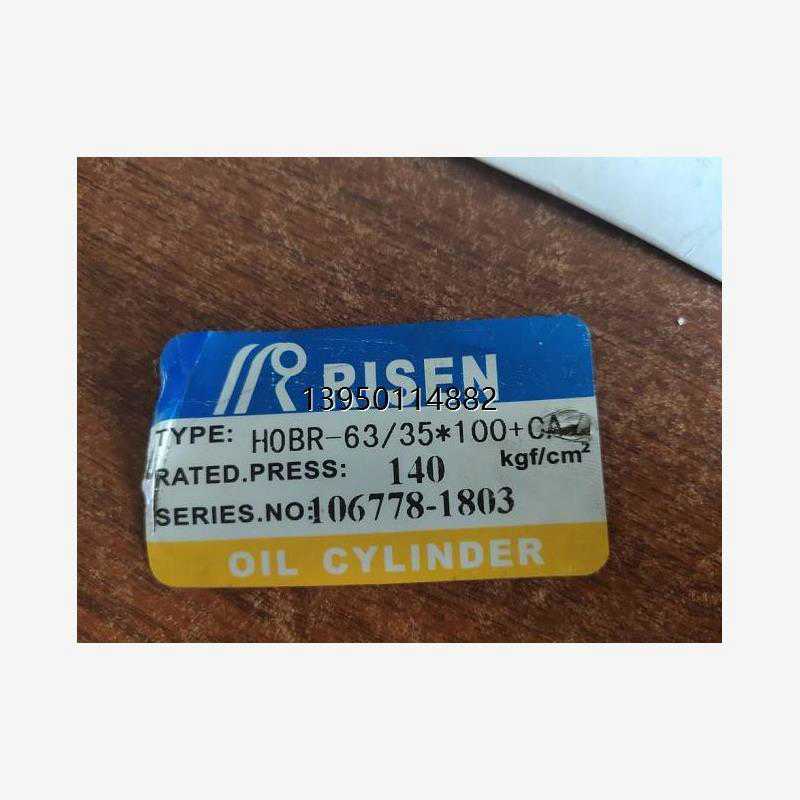 RISEN
13950114882
TYPE: HOBR-63/35*100+CA
RATED.PRESS: 140 kgf/cm²
SERIES.NO:106778-1803
OIL CYLINDER